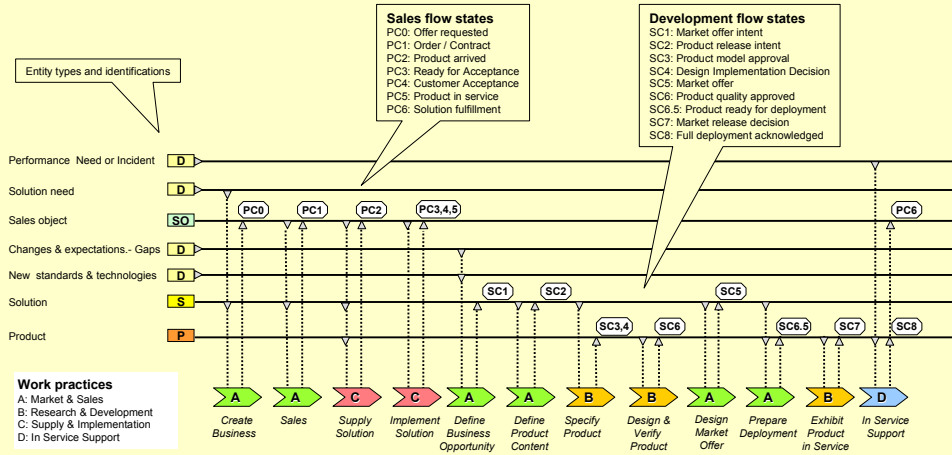 Sales flow states
PC0: Offer requested
PC1: Order / Contract
PC2: Product arrived
PC3: Ready for Acceptance
PC4: Customer Acceptance
PC5: Product in service
PC6: Solution fulfillment
Development flow states
SC1: Market offer intent
SC2: Product release intent
SC3: Product model approval
SC4: Design Implementation Decision
SC5: Market offer
SC6: Product quality approved
SC6.5: Product ready for deployment
SC7: Market release decision
SC8: Full deployment acknowledged
Entity types and identifications
Performance Need or Incident D
Solution need D
Sales object SO PC0 PC1 PC2 PC3,4,5 PC6
Changes & expectations.- Gaps D
New standards & technologies D
Solution S SC1 SC2 SC5
Product P SC3,4 SC6 SC6.5 SC7 SC8
Work practices
A: Market & Sales
B: Research & Development
C: Supply & Implementation
D: In Service Support
A A C C A A B B A A B D
Create
Business
Sales
Supply
Solution
Implement
Solution
Define
Business
Opportunity
Define
Product
Content
Specify
Product
Design &
Verify
Product
Design
Market
Offer
Prepare
Deployment
Exhibit
Product
in Service
In Service
Support